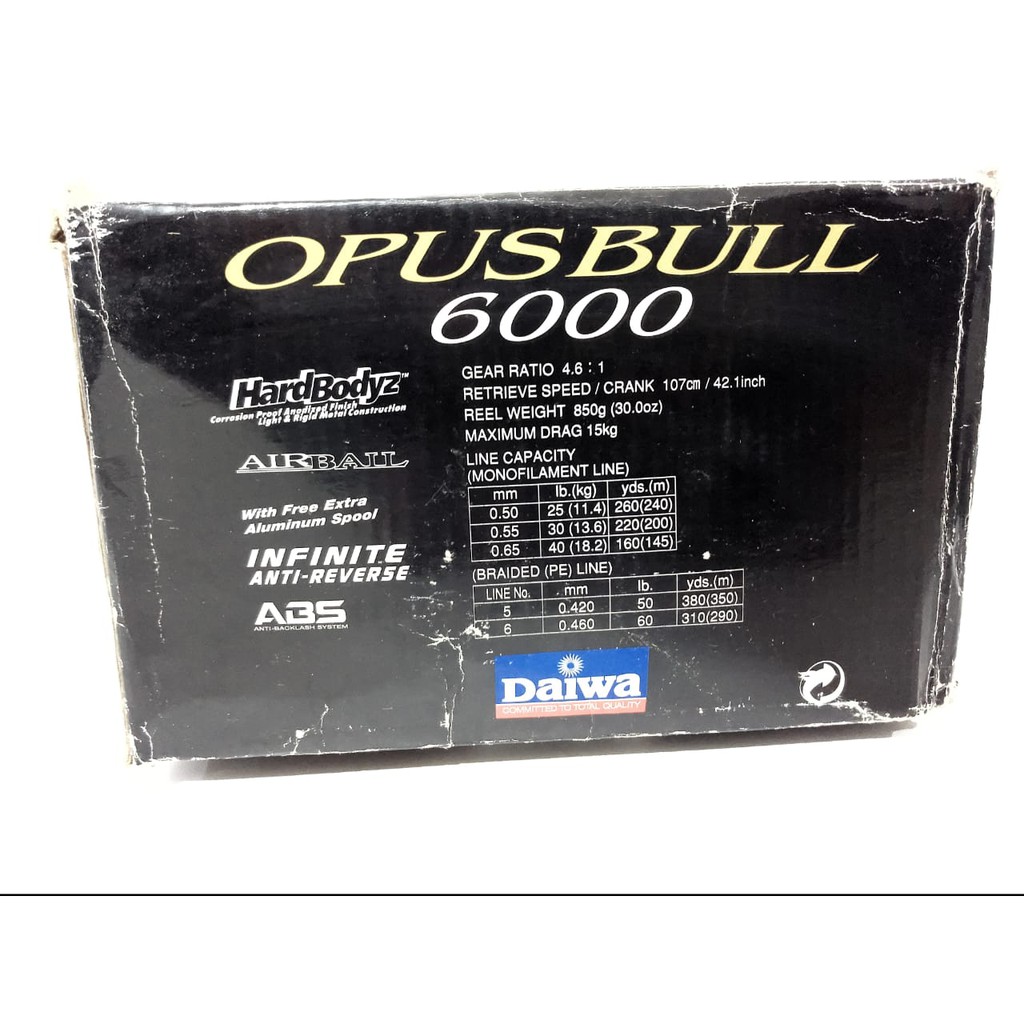 OPUSBULL
6000
HardBodyz™
Corrosion Proof Anodized Finish
Light & Rigid Metal Construction
AIRBAIL
With Free Extra
Aluminum Spool
INFINITE
ANTI-REVERSE
ABS
ANTI-BACKLASH SYSTEM
GEAR RATIO 4.6 : 1
RETRIEVE SPEED / CRANK 107cm / 42.1inch
REEL WEIGHT 850g (30.0oz)
MAXIMUM DRAG 15kg
LINE CAPACITY
(MONOFILAMENT LINE)
mm lb.(kg) yds.(m)
0.50 25 (11.4) 260(240)
0.55 30 (13.6) 220(200)
0.65 40 (18.2) 160(145)
(BRAIDED (PE) LINE)
LINE No. mm lb. yds.(m)
5 0.420 50 380(350)
6 0.460 60 310(290)
Daiwa
COMMITTED TO TOTAL QUALITY